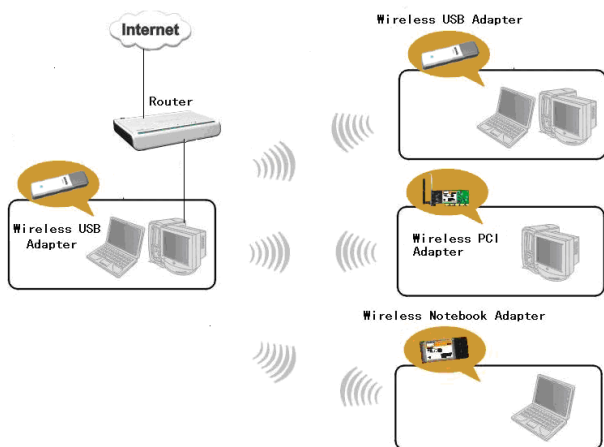 Internet
Router
Wireless USB
Adapter
Wireless USB Adapter
Wireless PCI
Adapter
Wireless Notebook Adapter